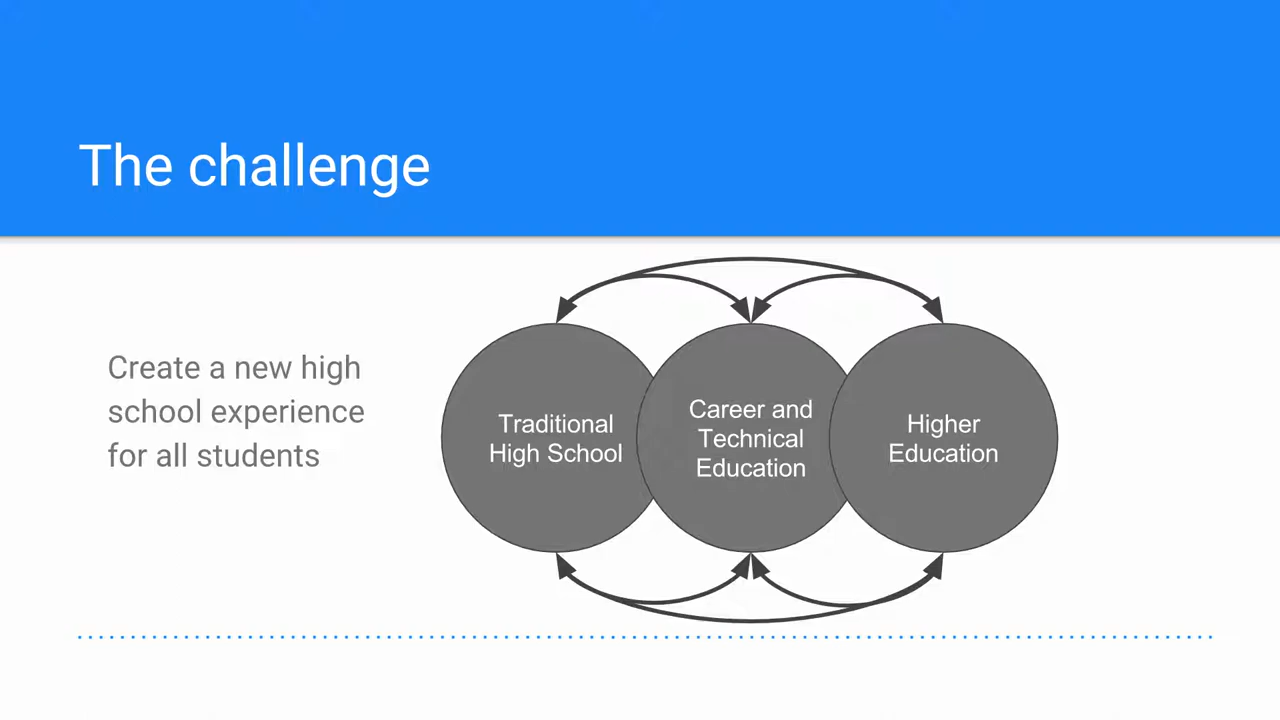 The challenge
Create a new high
school experience
for all students
Traditional
High School
Career and
Technical
Education
Higher
Education